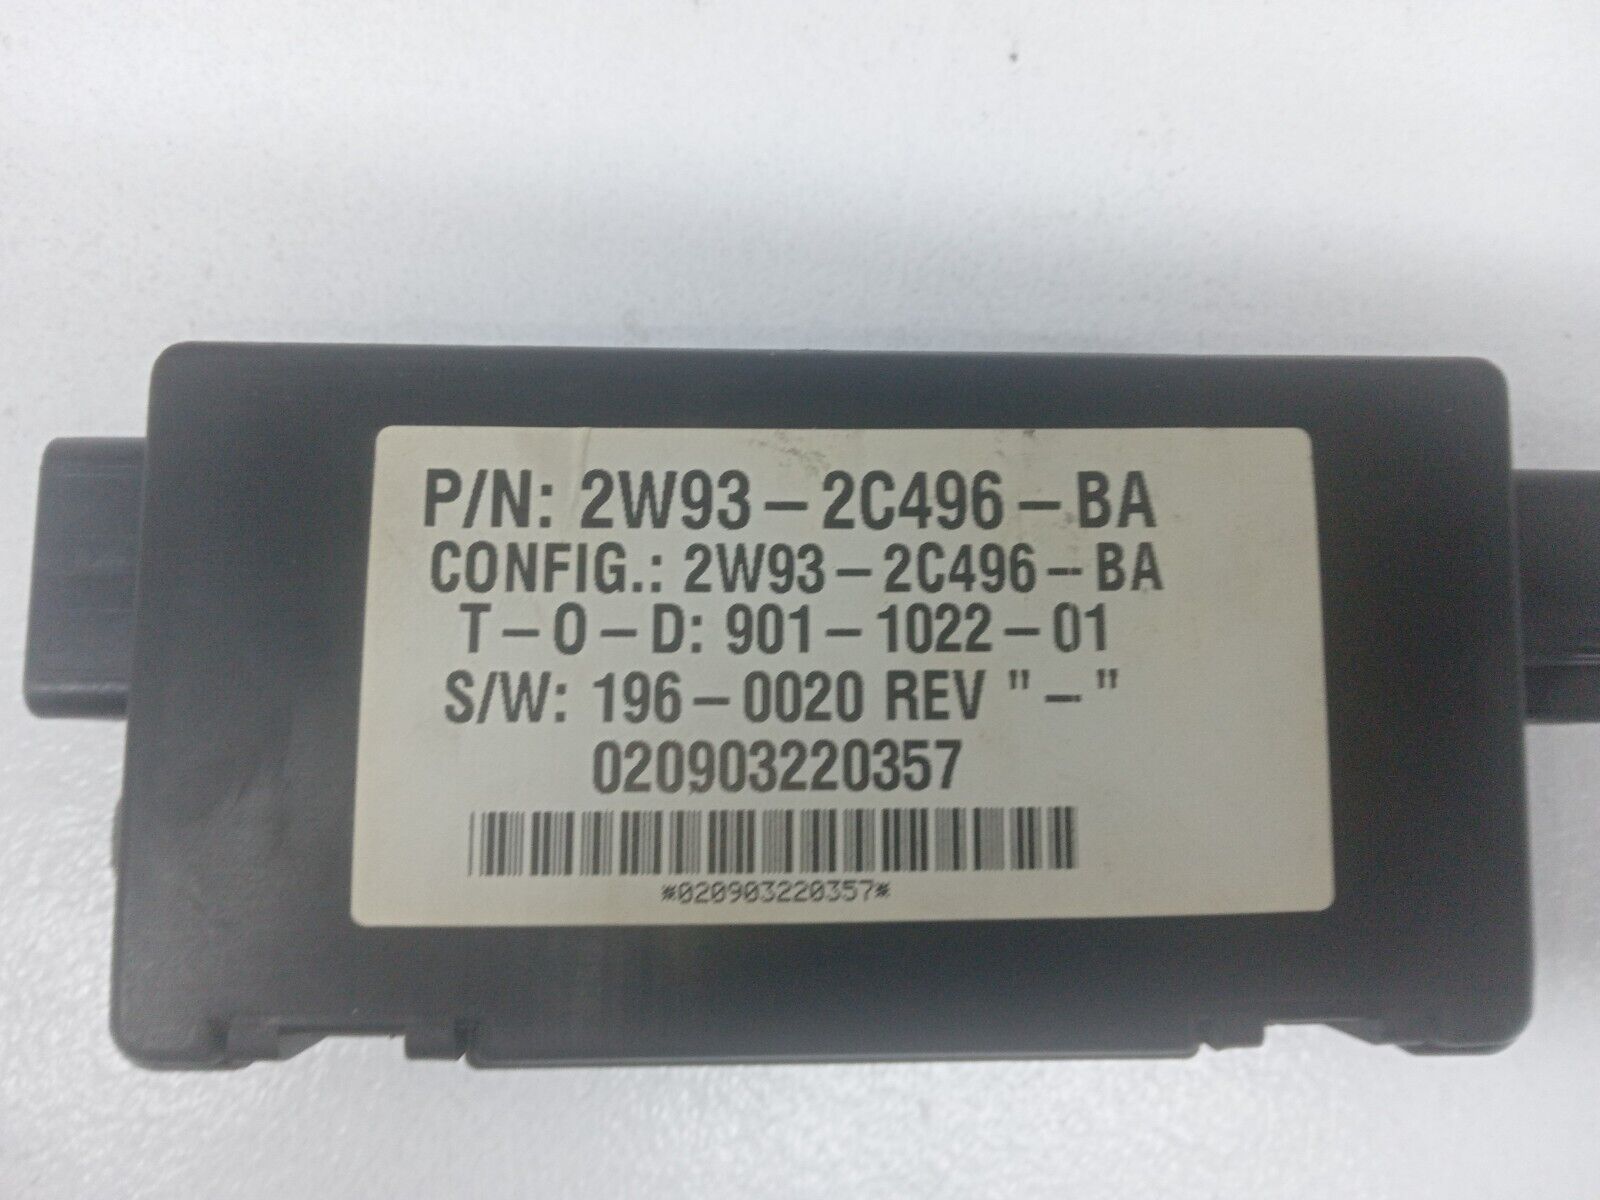 P/N: 2W93-2C496-BA
CONFIG.: 2W93-2C496-BA
T-O-D: 901-1022-01
S/W: 196-0020 REV "-"
020903220357
*020903220357*